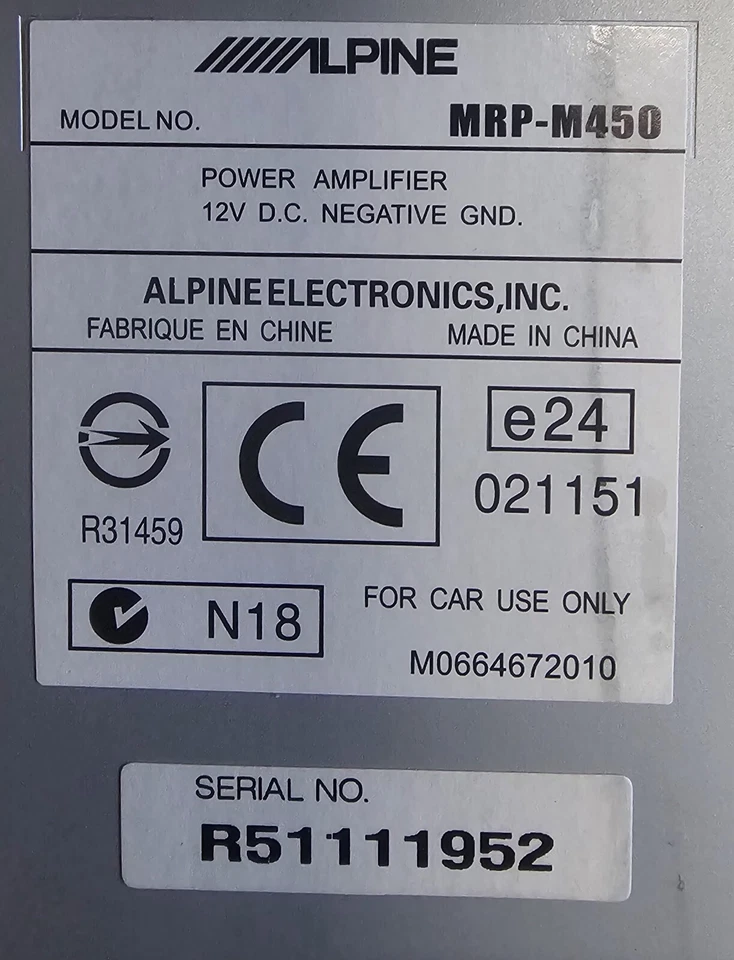 ALPINE
MODEL NO. MRP-M450
POWER AMPLIFIER
12V D.C. NEGATIVE GND.
ALPINE ELECTRONICS,INC.
FABRIQUE EN CHINE MADE IN CHINA
CE
e24
021151
R31459
N18
FOR CAR USE ONLY
M0664672010
SERIAL NO.
R51111952